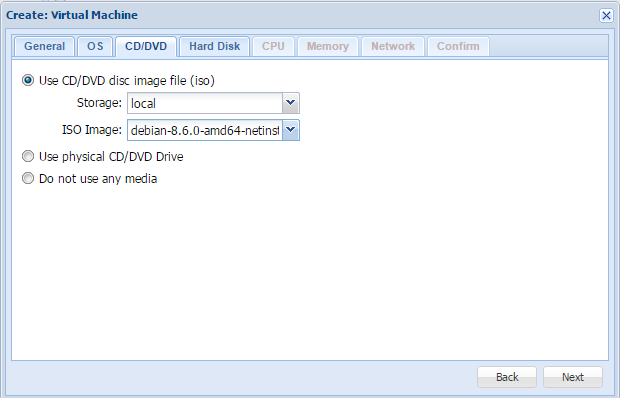 Create: Virtual Machine
General OS CD/DVD Hard Disk CPU Memory Network Confirm
Use CD/DVD disc image file (iso)
Storage: local
ISO Image: debian-8.6.0-amd64-netinst
Use physical CD/DVD Drive
Do not use any media
Back Next